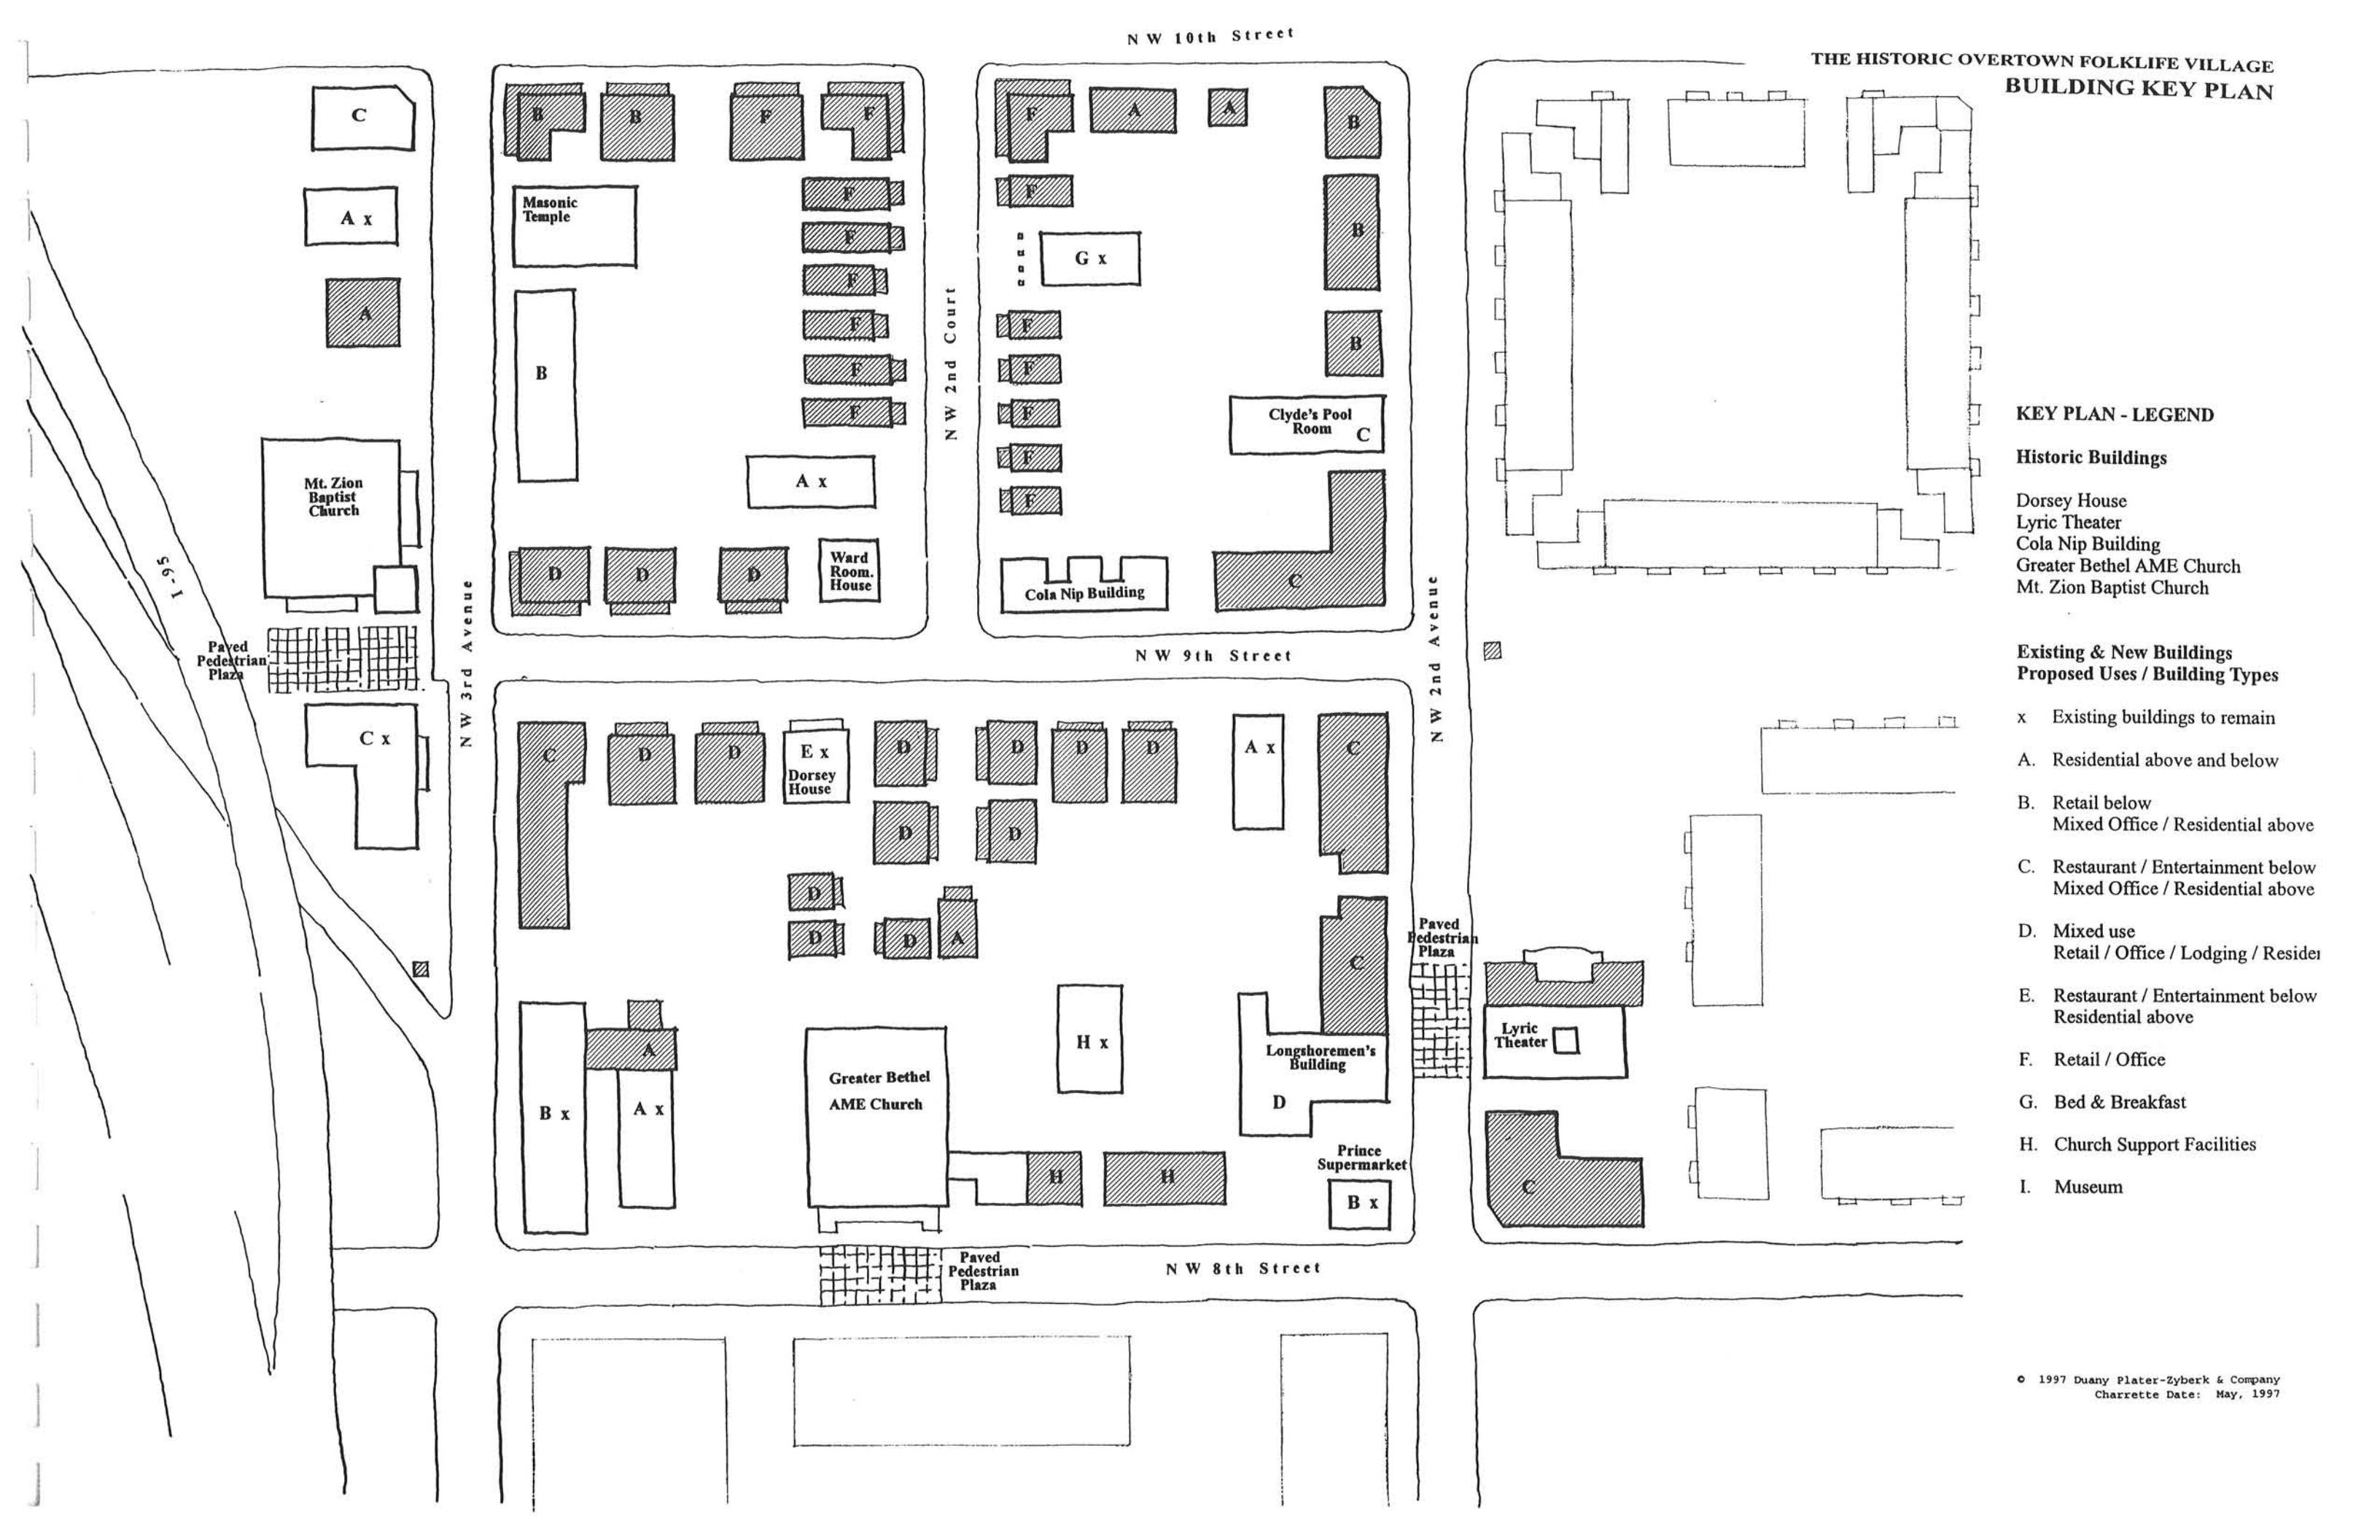 NW 10th Street
THE HISTORIC OVERTOWN FOLKLIFE VILLAGE
BUILDING KEY PLAN
C
B
B
F
F
F
A
A
B
A x
Masonic
Temple
F
F
B
F
G x
F
A
F
F
B
B
F
F
NW 2nd Court
F
F
F
F
F
Clyde's Pool
Room C
Mt. Zion
Baptist
Church
A x
I-95
D
D
D
Ward
Room.
House
Cola Nip Building
C
NW 3rd Avenue
NW 2nd Avenue
Paved
Pedestrian
Plaza
NW 9th Street
C x
C
D
D
E x
Dorsey
House
D
D
D
D
A x
C
D
D
D
D
D
A
C
Paved
Pedestrian
Plaza
B x
A
A x
Greater Bethel
AME Church
H x
Longshoremen's
Building
D
Lyric
Theater
H
H
Prince
Supermarket
B x
C
Paved
Pedestrian
Plaza
NW 8th Street
KEY PLAN - LEGEND
Historic Buildings
Dorsey House
Lyric Theater
Cola Nip Building
Greater Bethel AME Church
Mt. Zion Baptist Church
Existing & New Buildings
Proposed Uses / Building Types
x Existing buildings to remain
A. Residential above and below
B. Retail below
Mixed Office / Residential above
C. Restaurant / Entertainment below
Mixed Office / Residential above
D. Mixed use
Retail / Office / Lodging / Reside
E. Restaurant / Entertainment below
Residential above
F. Retail / Office
G. Bed & Breakfast
H. Church Support Facilities
I. Museum
© 1997 Duany Plater-Zyberk & Company
Charrette Date: May, 1997